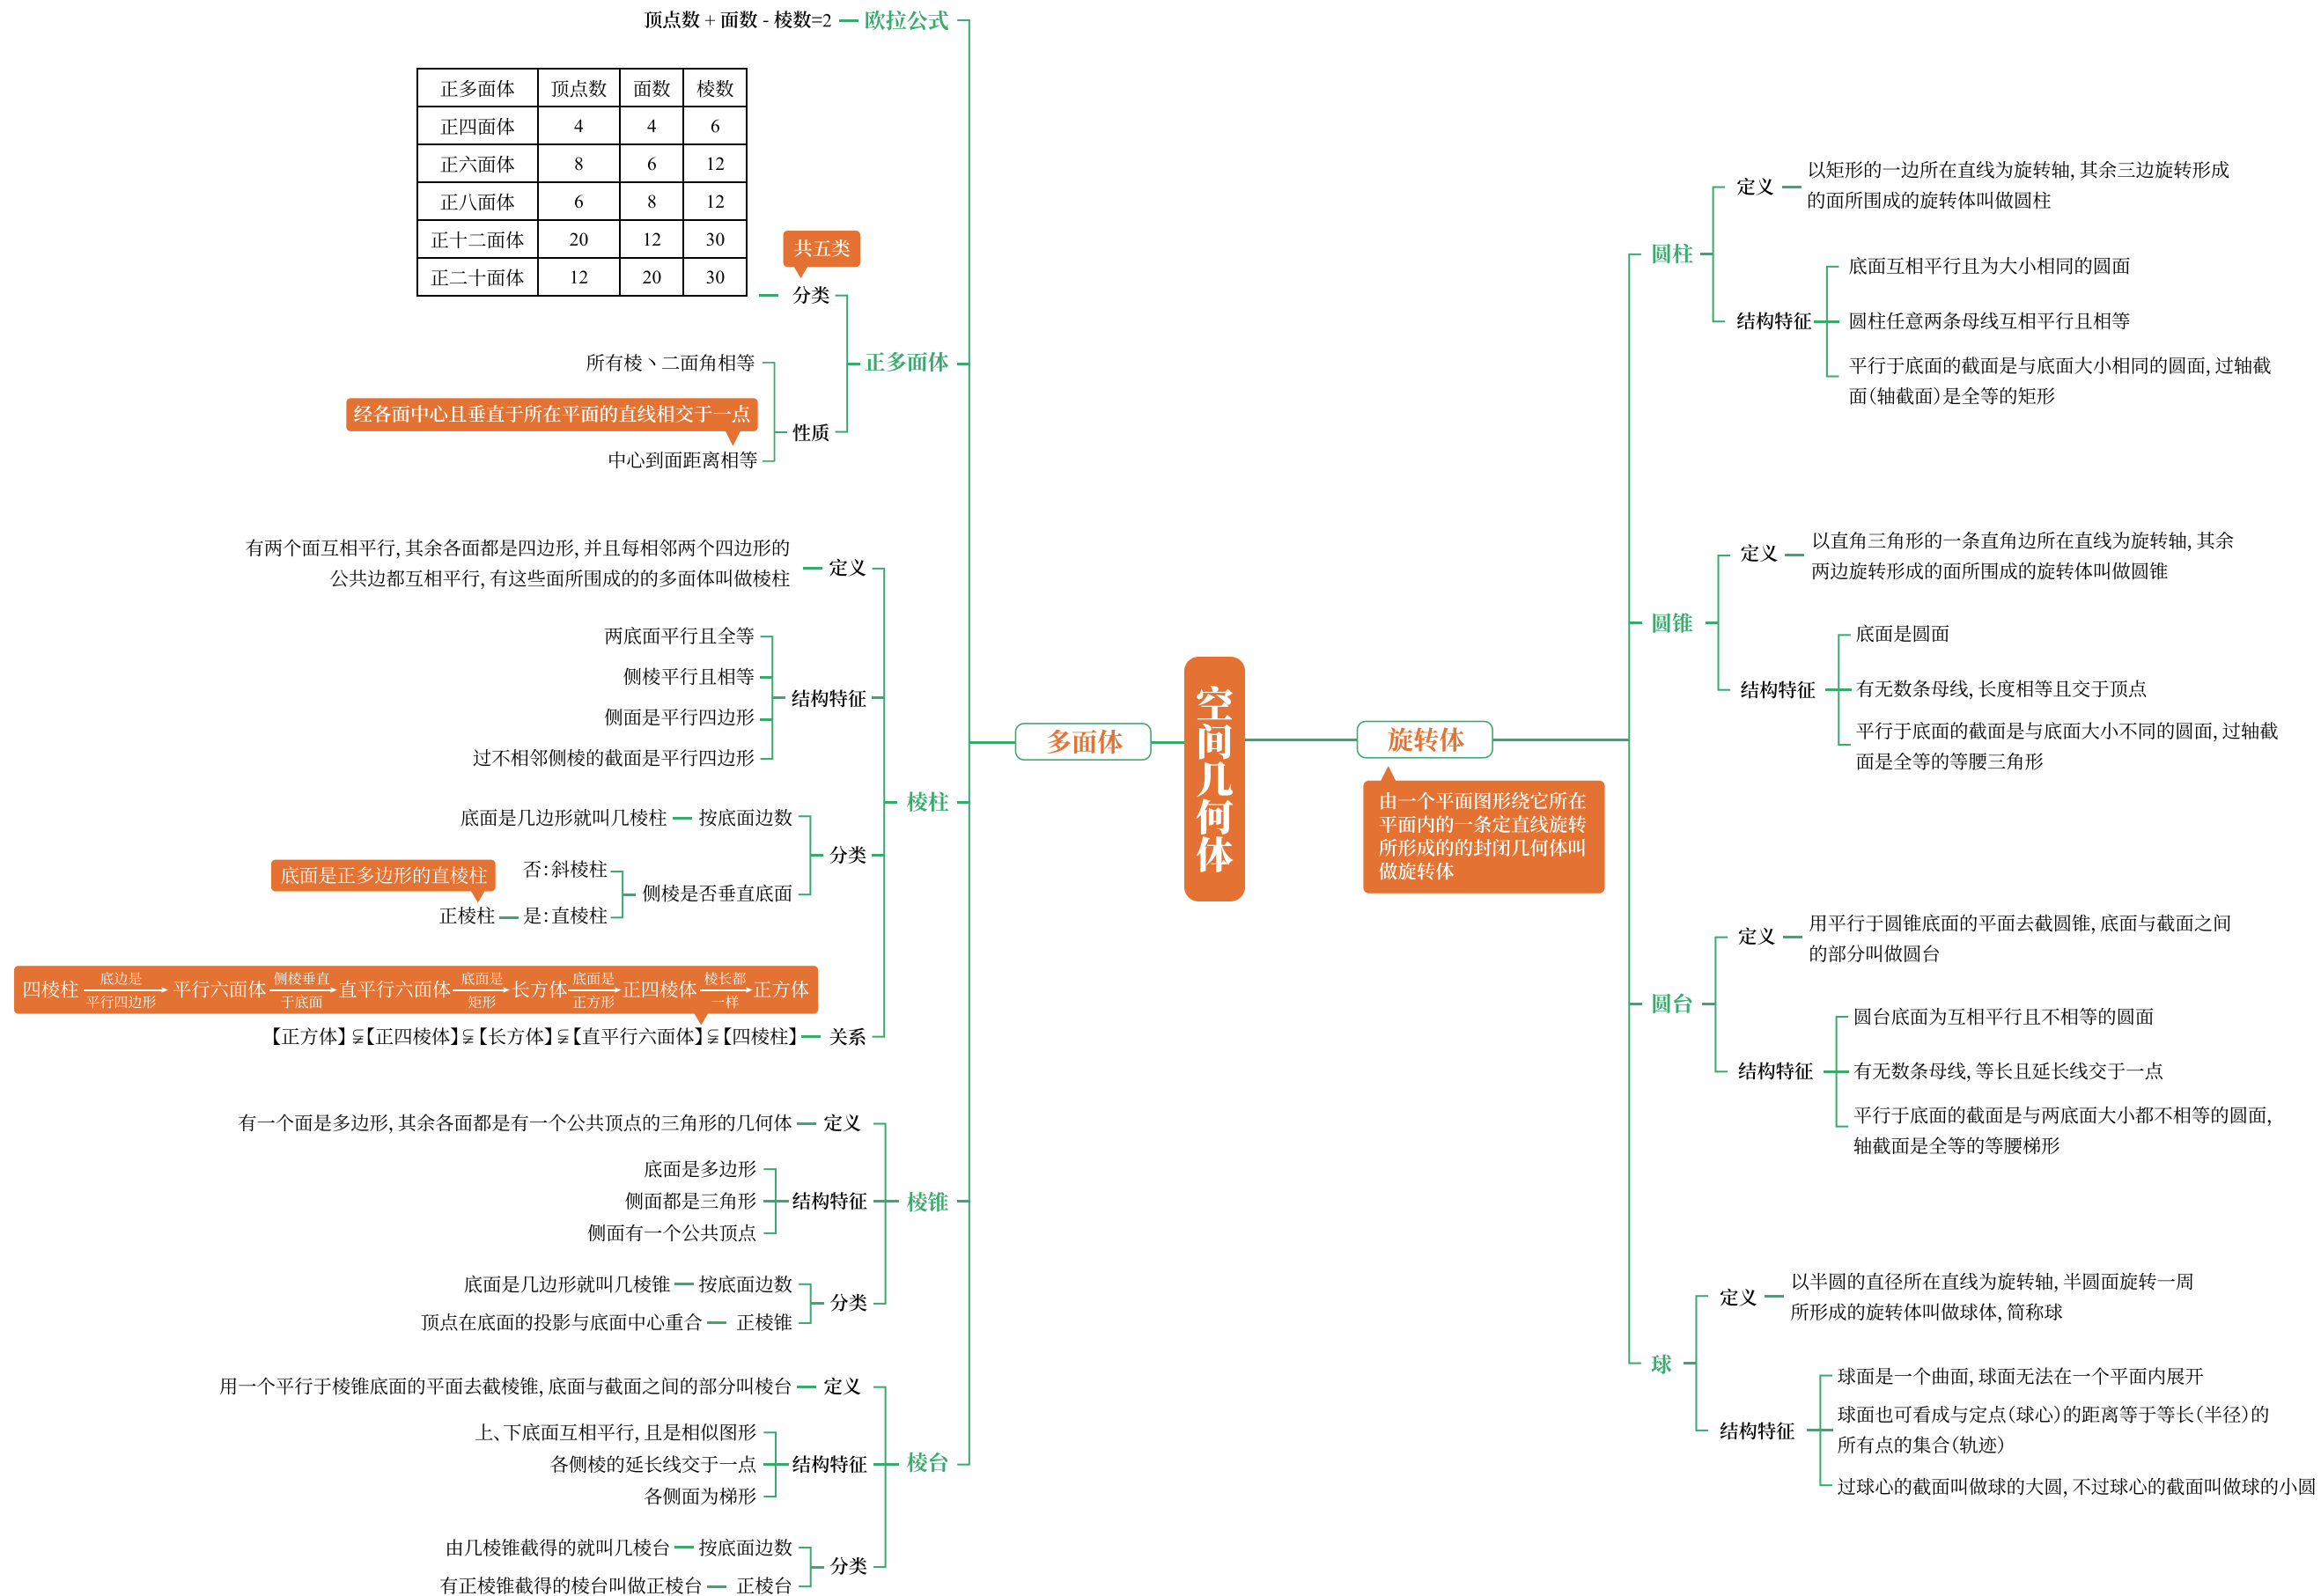 空间几何体
多面体
欧拉公式
顶点数 + 面数 - 棱数=2
正多面体
分类
共五类
正多面体 顶点数 面数 棱数
正四面体 4 4 6
正六面体 8 6 12
正八面体 6 8 12
正十二面体 20 12 30
正二十面体 12 20 30
性质
所有棱丶二面角相等
经各面中心且垂直于所在平面的直线相交于一点
中心到面距离相等
棱柱
定义
有两个面互相平行, 其余各面都是四边形, 并且每相邻两个四边形的
公共边都互相平行, 有这些面所围成的的多面体叫做棱柱
结构特征
两底面平行且全等
侧棱平行且相等
侧面是平行四边形
过不相邻侧棱的截面是平行四边形
分类
按底面边数
底面是几边形就叫几棱柱
侧棱是否垂直底面
否:斜棱柱
是:直棱柱
正棱柱
底面是正多边形的直棱柱
关系
四棱柱 底边是 平行四边形 平行六面体 侧棱垂直 于底面 直平行六面体 底面是 矩形 长方体 底面是 正方形 正四棱体 棱长都 一样 正方体
【正方体】⫋【正四棱体】⫋【长方体】⫋【直平行六面体】⫋【四棱柱】
棱锥
定义
有一个面是多边形, 其余各面都是有一个公共顶点的三角形的几何体
结构特征
底面是多边形
侧面都是三角形
侧面有一个公共顶点
分类
按底面边数
底面是几边形就叫几棱锥
正棱锥
顶点在底面的投影与底面中心重合
棱台
定义
用一个平行于棱锥底面的平面去截棱锥, 底面与截面之间的部分叫棱台
结构特征
上、下底面互相平行, 且是相似图形
各侧棱的延长线交于一点
各侧面为梯形
分类
按底面边数
由几棱锥截得的就叫几棱台
正棱台
有正棱锥截得的棱台叫做正棱台
旋转体
由一个平面图形绕它所在
平面内的一条定直线旋转
所形成的的封闭几何体叫
做旋转体
圆柱
定义
以矩形的一边所在直线为旋转轴, 其余三边旋转形成
的面所围成的旋转体叫做圆柱
结构特征
底面互相平行且为大小相同的圆面
圆柱任意两条母线互相平行且相等
平行于底面的截面是与底面大小相同的圆面, 过轴截
面(轴截面)是全等的矩形
圆锥
定义
以直角三角形的一条直角边所在直线为旋转轴, 其余
两边旋转形成的面所围成的旋转体叫做圆锥
结构特征
底面是圆面
有无数条母线, 长度相等且交于顶点
平行于底面的截面是与底面大小不同的圆面, 过轴截
面是全等的等腰三角形
圆台
定义
用平行于圆锥底面的平面去截圆锥, 底面与截面之间
的部分叫做圆台
结构特征
圆台底面为互相平行且不相等的圆面
有无数条母线, 等长且延长线交于一点
平行于底面的截面是与两底面大小都不相等的圆面,
轴截面是全等的等腰梯形
球
定义
以半圆的直径所在直线为旋转轴, 半圆面旋转一周
所形成的旋转体叫做球体, 简称球
结构特征
球面是一个曲面, 球面无法在一个平面内展开
球面也可看成与定点(球心)的距离等于等长(半径)的
所有点的集合(轨迹)
过球心的截面叫做球的大圆, 不过球心的截面叫做球的小圆